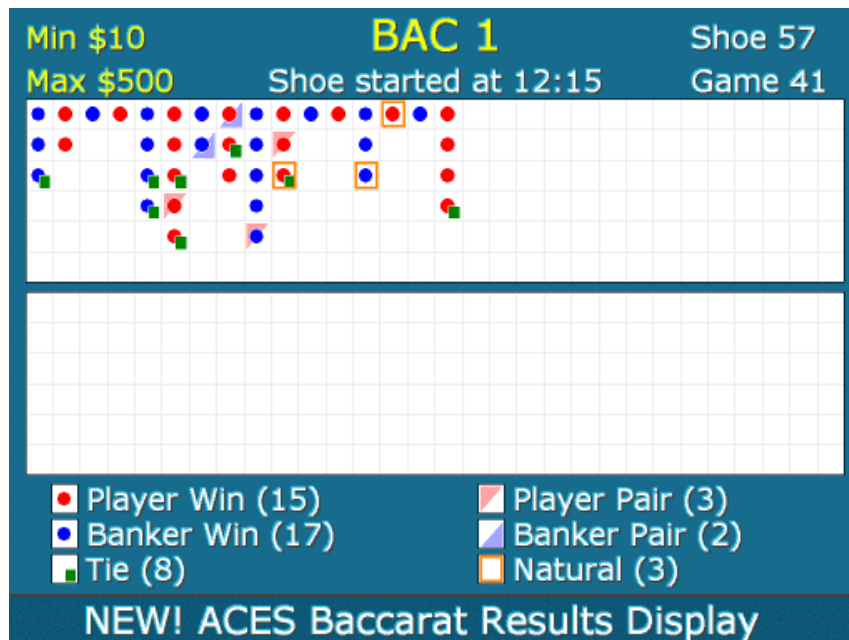 Min $10 BAC 1 Shoe 57
Max $500 Shoe started at 12:15 Game 41
Player Win (15) Player Pair (3)
Banker Win (17) Banker Pair (2)
Tie (8) Natural (3)
NEW! ACES Baccarat Results Display